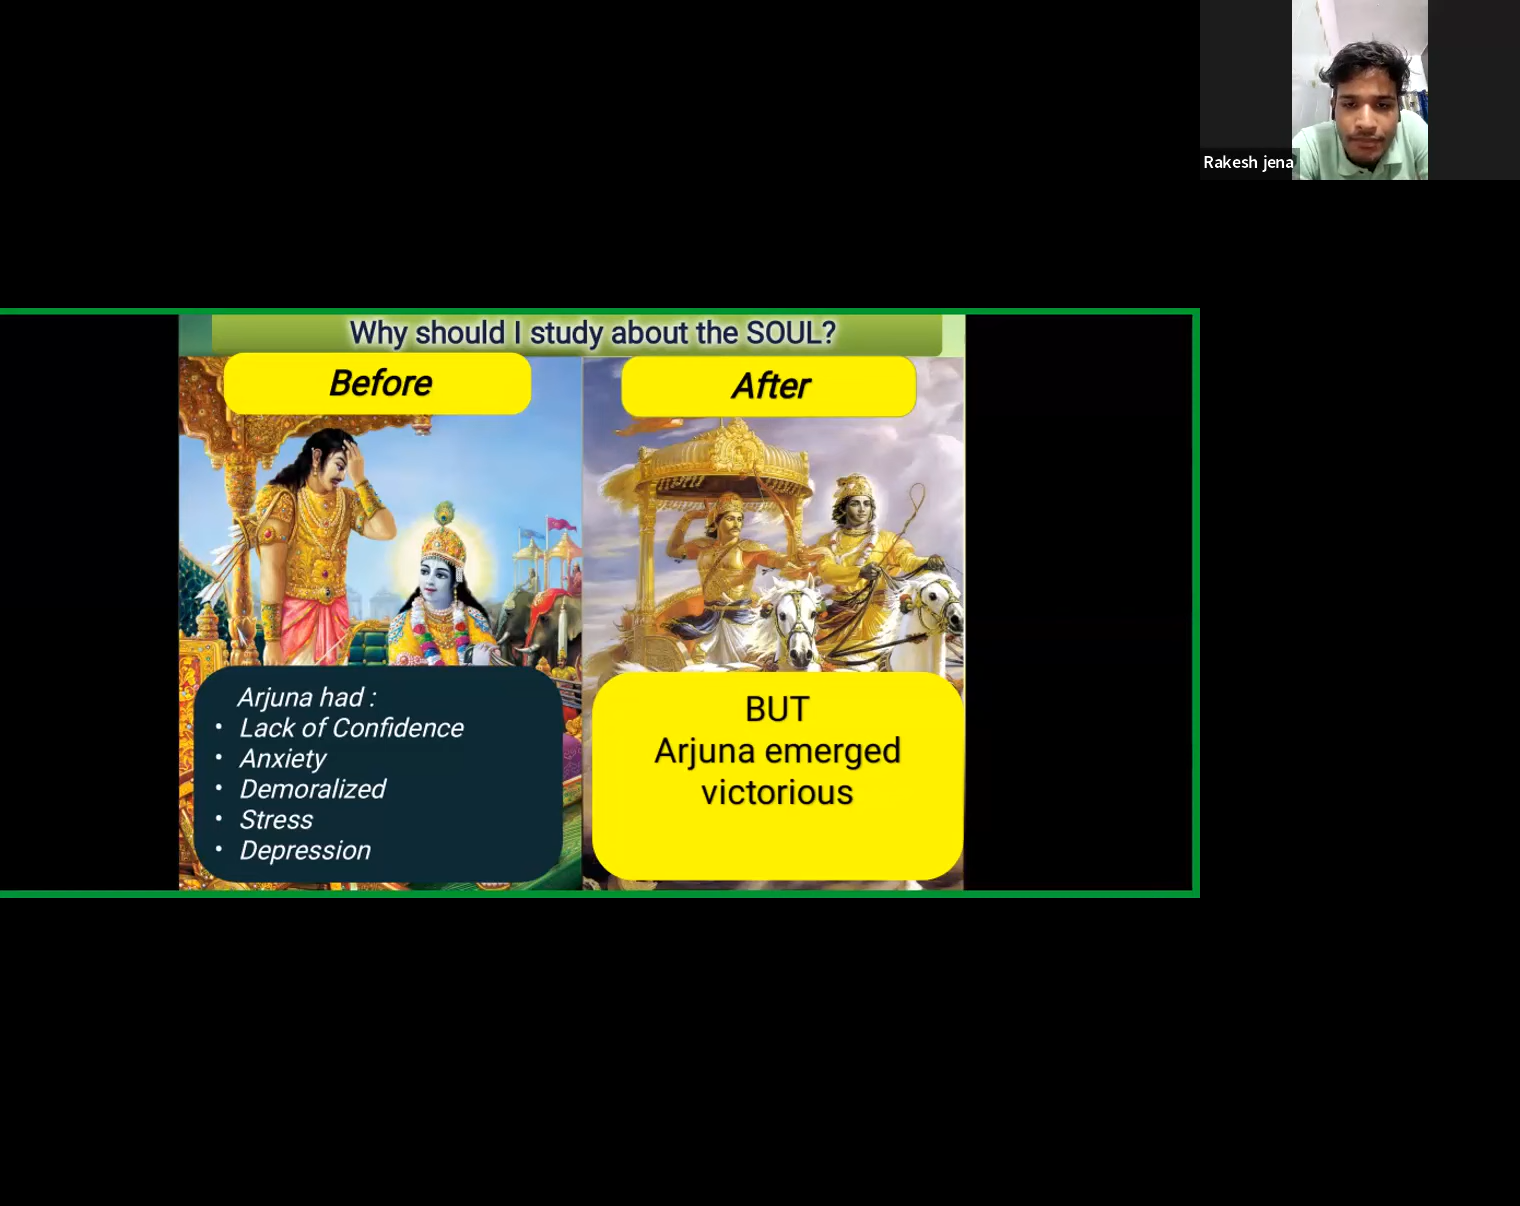 Rakesh jena
Why should I study about the SOUL?
Before
After
Arjuna had :
• Lack of Confidence
• Anxiety
• Demoralized
• Stress
• Depression
BUT
Arjuna emerged
victorious